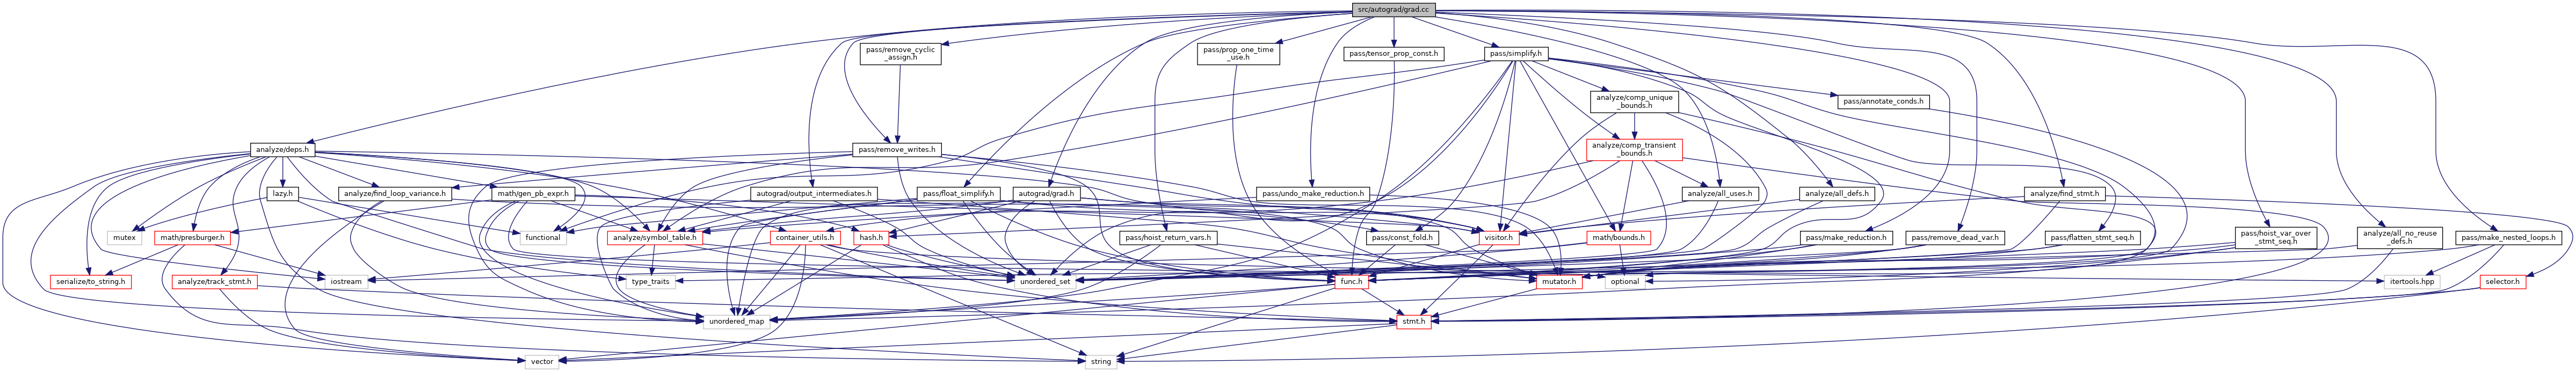 src/autograd/grad.cc
pass/remove_cyclic
_assign.h
pass/prop_one_time
_use.h
pass/tensor_prop_const.h
pass/simplify.h
analyze/comp_unique
_bounds.h
pass/annotate_conds.h
analyze/deps.h
pass/remove_writes.h
analyze/comp_transient
_bounds.h
lazy.h
analyze/find_loop_variance.h
math/gen_pb_expr.h
autograd/output_intermediates.h
pass/float_simplify.h
autograd/grad.h
pass/undo_make_reduction.h
analyze/all_uses.h
analyze/all_defs.h
analyze/find_stmt.h
mutex
math/presburger.h
functional
analyze/symbol_table.h
container_utils.h
hash.h
pass/hoist_return_vars.h
pass/const_fold.h
visitor.h
math/bounds.h
pass/make_reduction.h
pass/remove_dead_var.h
pass/flatten_stmt_seq.h
pass/hoist_var_over
_stmt_seq.h
analyze/all_no_reuse
_defs.h
pass/make_nested_loops.h
serialize/to_string.h
analyze/track_stmt.h
iostream
type_traits
unordered_set
func.h
mutator.h
optional
itertools.hpp
selector.h
unordered_map
stmt.h
vector
string